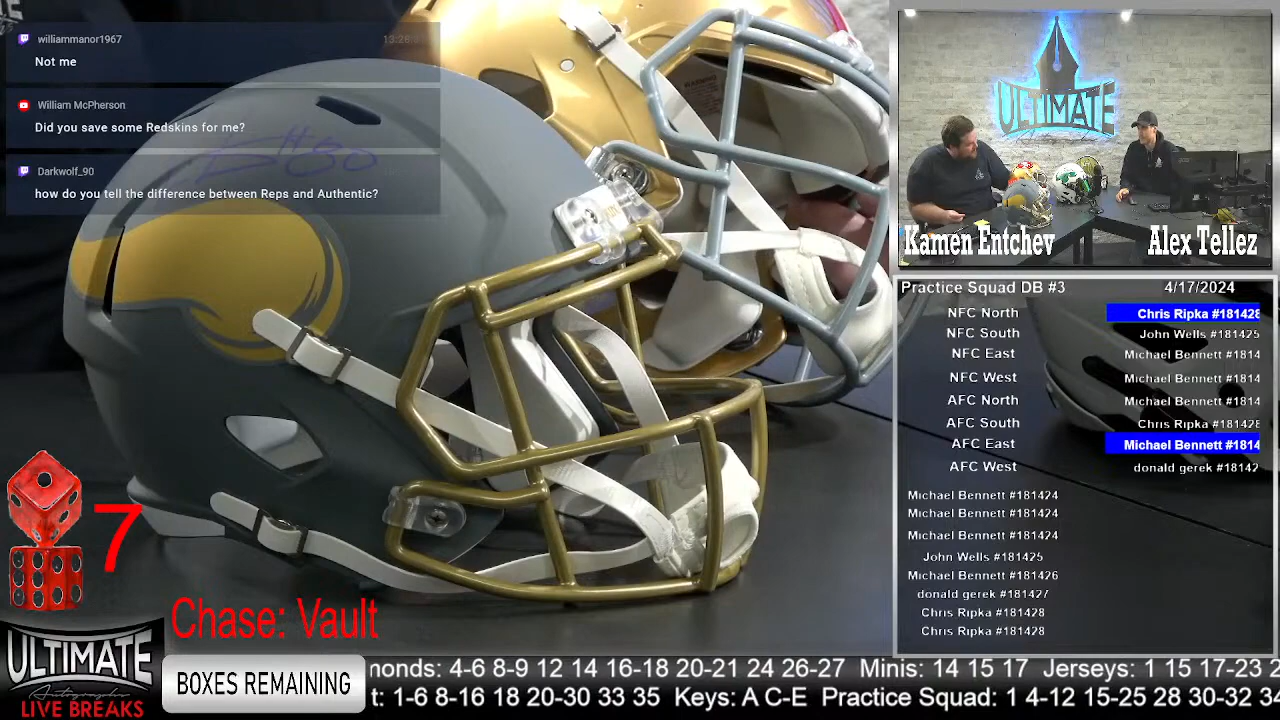 williammanor1967
Not me
William McPherson
Did you save some Redskins for me?
Darkwolf_90
how do you tell the difference between Reps and Authentic?
#80
ULTIMATE
Kamen Entchev
Alex Tellez
Practice Squad DB #3 4/17/2024
NFC North Chris Ripka #181428
NFC South John Wells #181425
NFC East Michael Bennett #1814
NFC West Michael Bennett #1814
AFC North Michael Bennett #1814
AFC South Chris Ripka #181428
AFC East Michael Bennett #1814
AFC West donald gerek #18142
Michael Bennett #181424
Michael Bennett #181424
Michael Bennett #181424
John Wells #181425
Michael Bennett #181426
donald gerek #181427
Chris Ripka #181428
Chris Ripka #181428
7
Chase: Vault
ULTIMATE
Autographs
LIVE BREAKS
BOXES REMAINING
monds: 4-6 8-9 12 14 16-18 20-21 24 26-27 Minis: 14 15 17 Jerseys: 1 15 17-23 2
t: 1-6 8-16 18 20-30 33 35 Keys: A C-E Practice Squad: 1 4-12 15-25 28 30-32 34